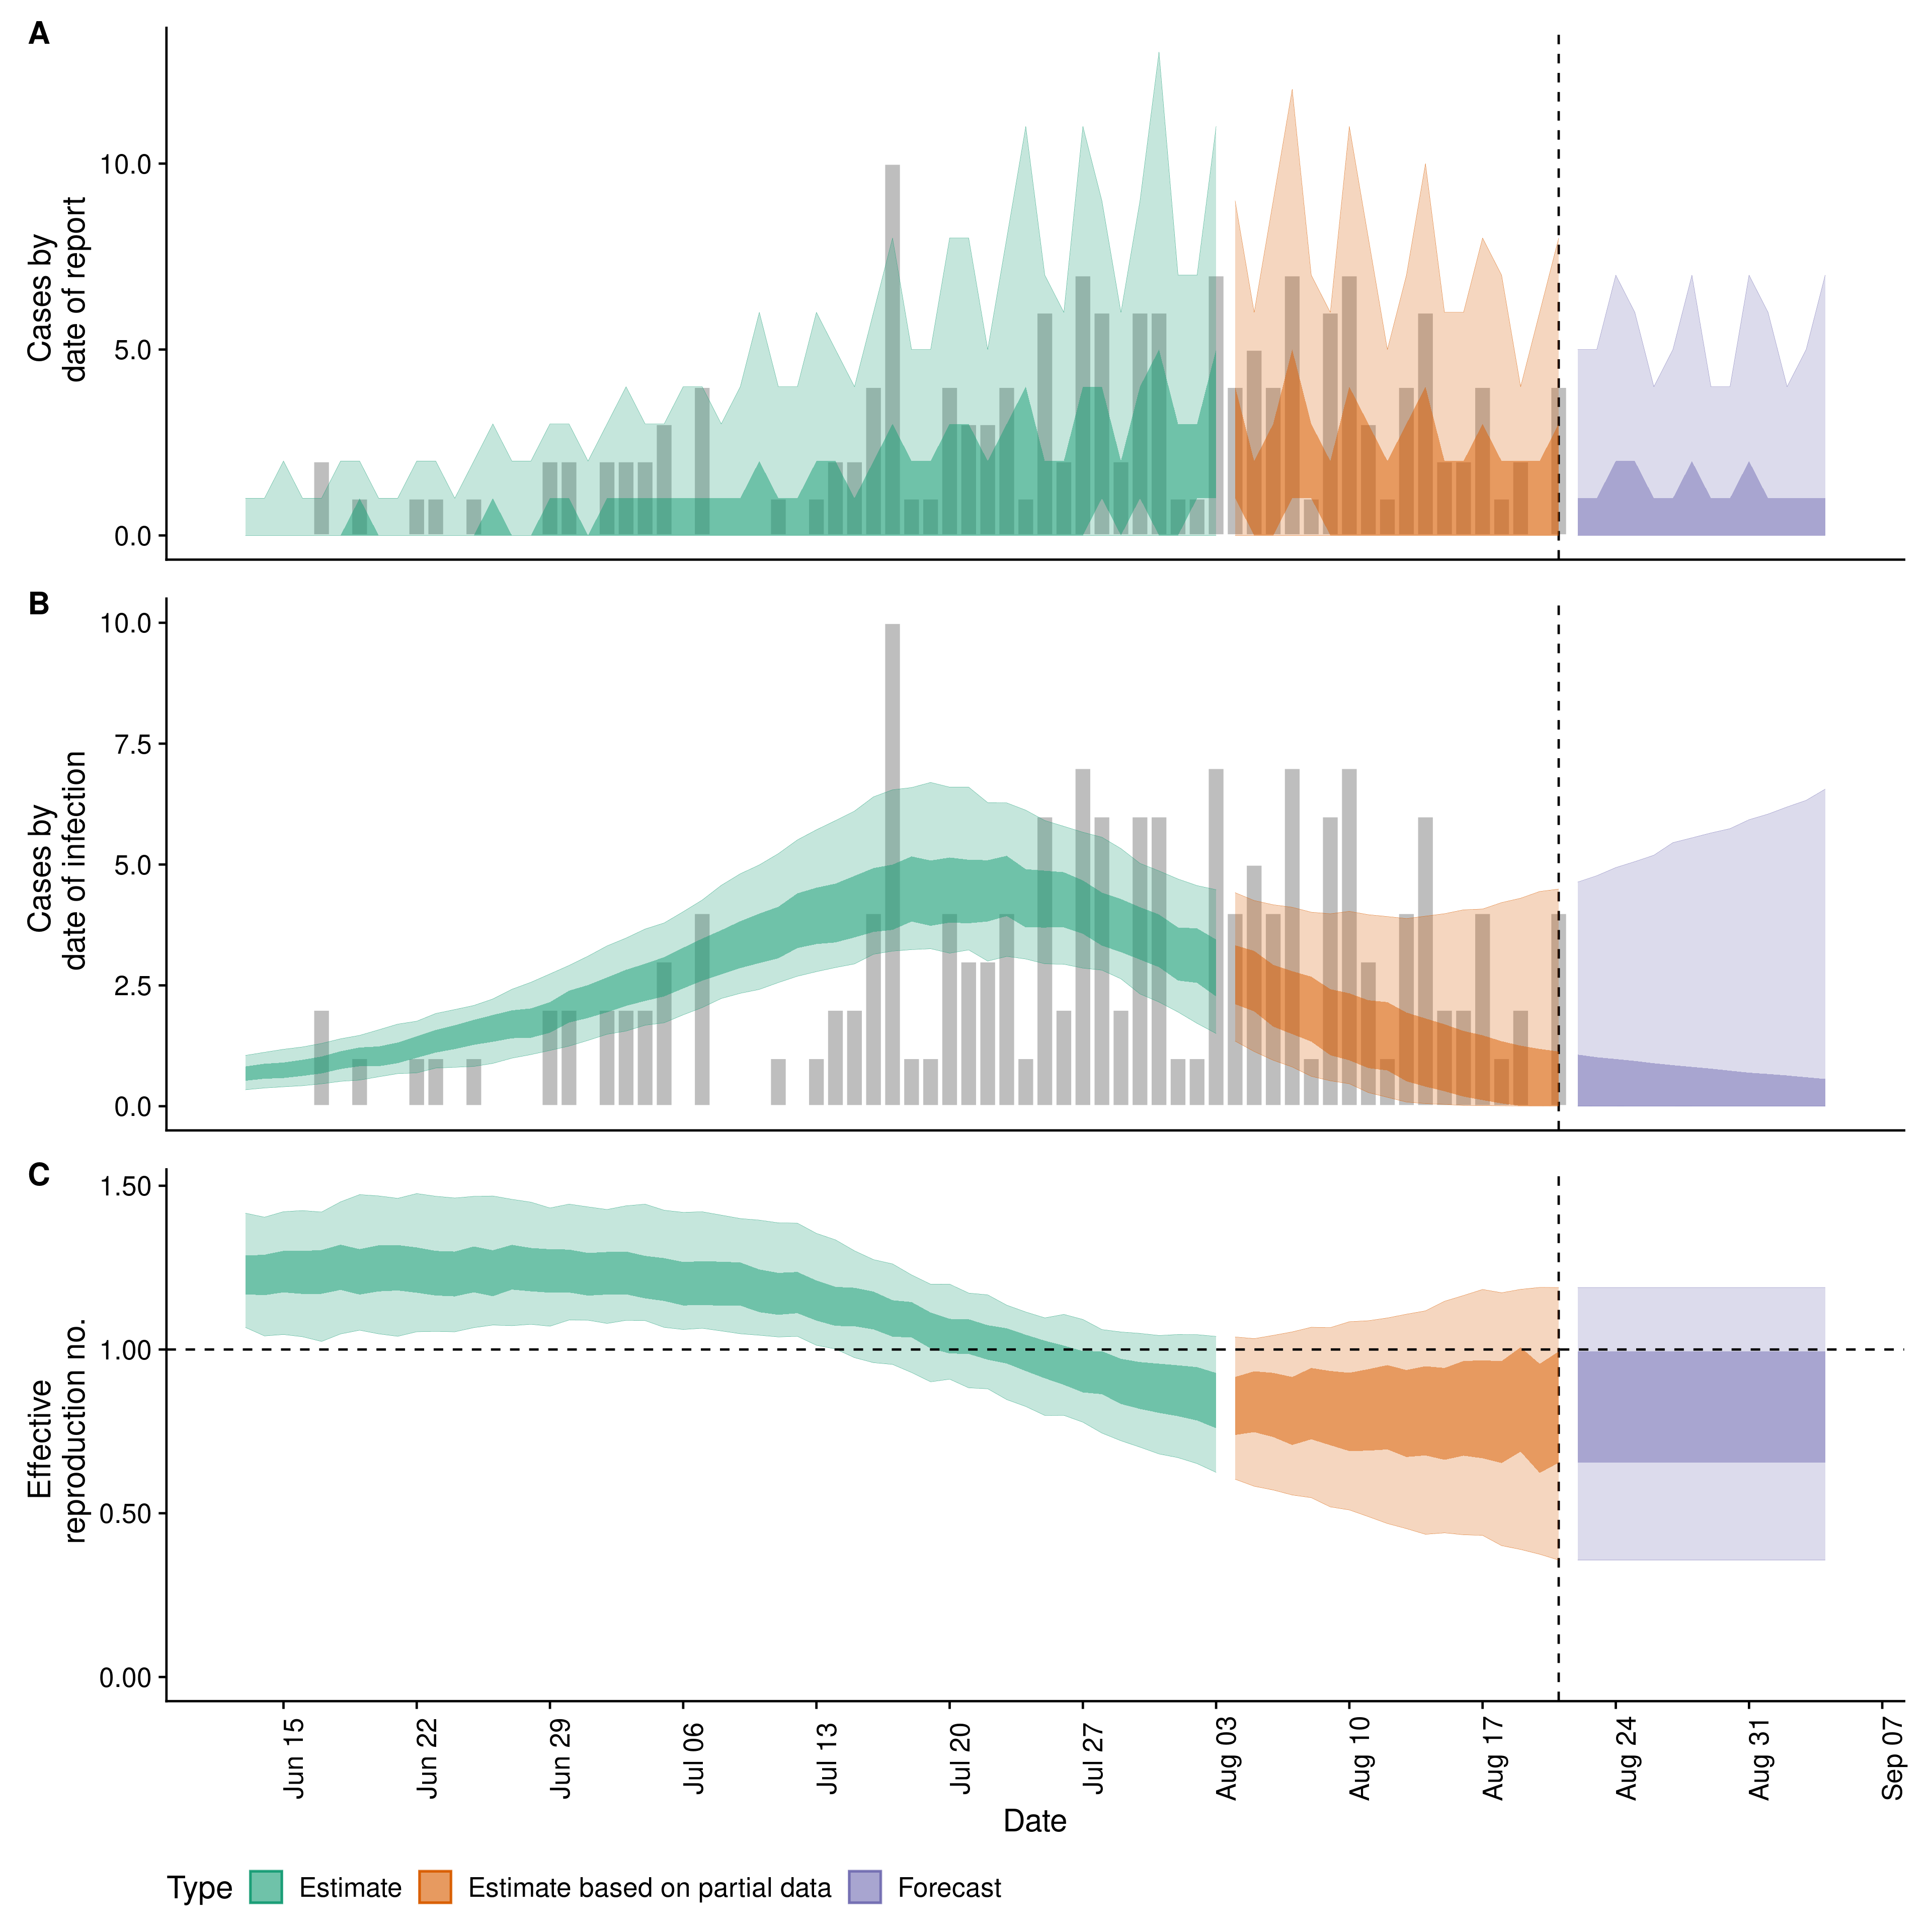 A
Cases by
date of report
10.0
5.0
0.0
B
Cases by
date of infection
10.0
7.5
5.0
2.5
0.0
C
Effective
reproduction no.
1.50
1.00
0.50
0.00
Jun 15
Jun 22
Jun 29
Jul 06
Jul 13
Jul 20
Jul 27
Aug 03
Aug 10
Aug 17
Aug 24
Aug 31
Sep 07
Date
Type Estimate Estimate based on partial data Forecast